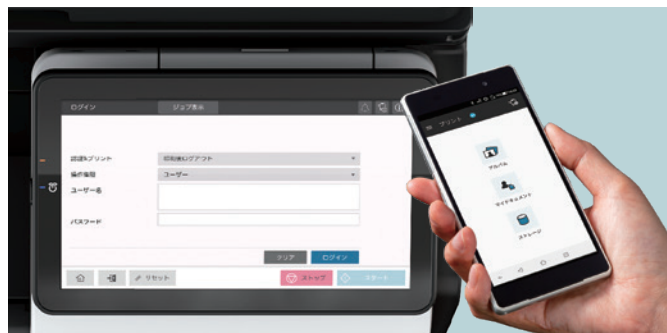 ログイン
ジョブ表示
認証&プリント
印刷後ログアウト
操作権限
ユーザー
ユーザー名
パスワード
クリア
ログイン
リセット
ストップ
スタート
プリント
アルバム
マイドキュメント
ストレージ